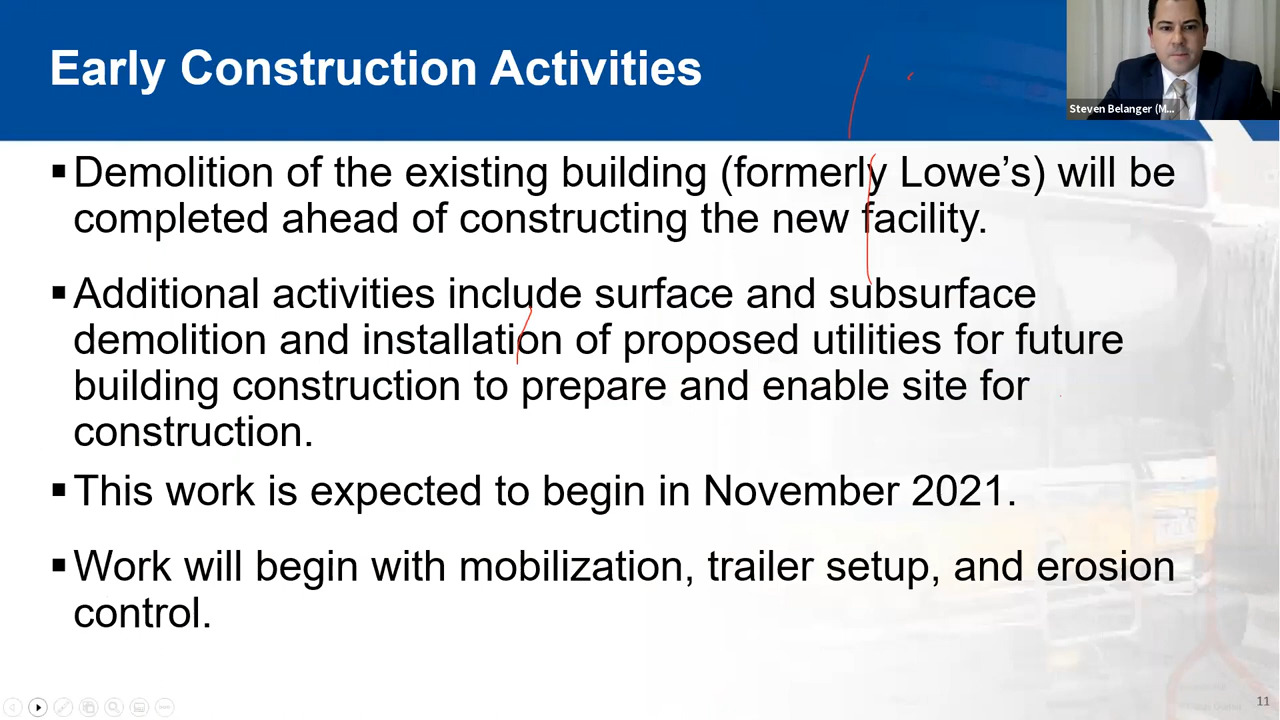 Early Construction Activities
Steven Belanger (M...
▪Demolition of the existing building (formerly Lowe’s) will be
completed ahead of constructing the new facility.
▪Additional activities include surface and subsurface
demolition and installation of proposed utilities for future
building construction to prepare and enable site for
construction.
▪This work is expected to begin in November 2021.
▪Work will begin with mobilization, trailer setup, and erosion
control.
11